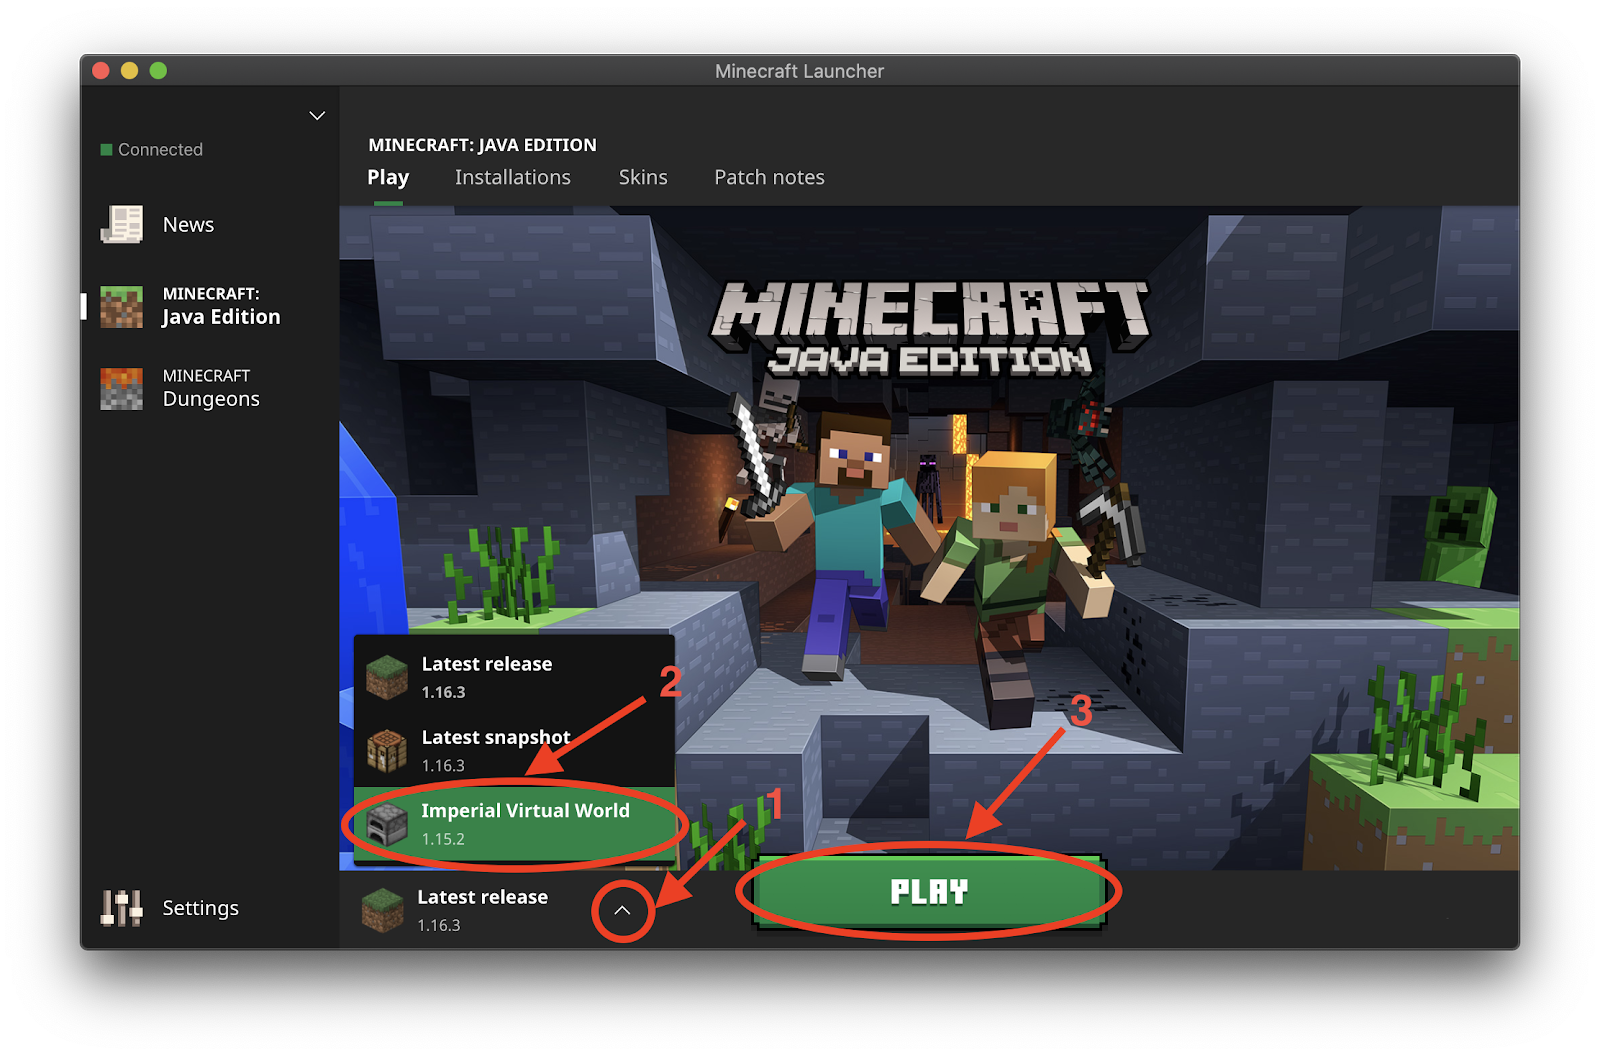 Minecraft Launcher
Connected
News
MINECRAFT:
Java Edition
MINECRAFT
Dungeons
Settings
MINECRAFT: JAVA EDITION
Play Installations Skins Patch notes
MINECRAFT
JAVA EDITION
Latest release
1.16.3
2
Latest snapshot
1.16.3
3
Imperial Virtual World
1.15.2
1
Latest release
1.16.3
PLAY